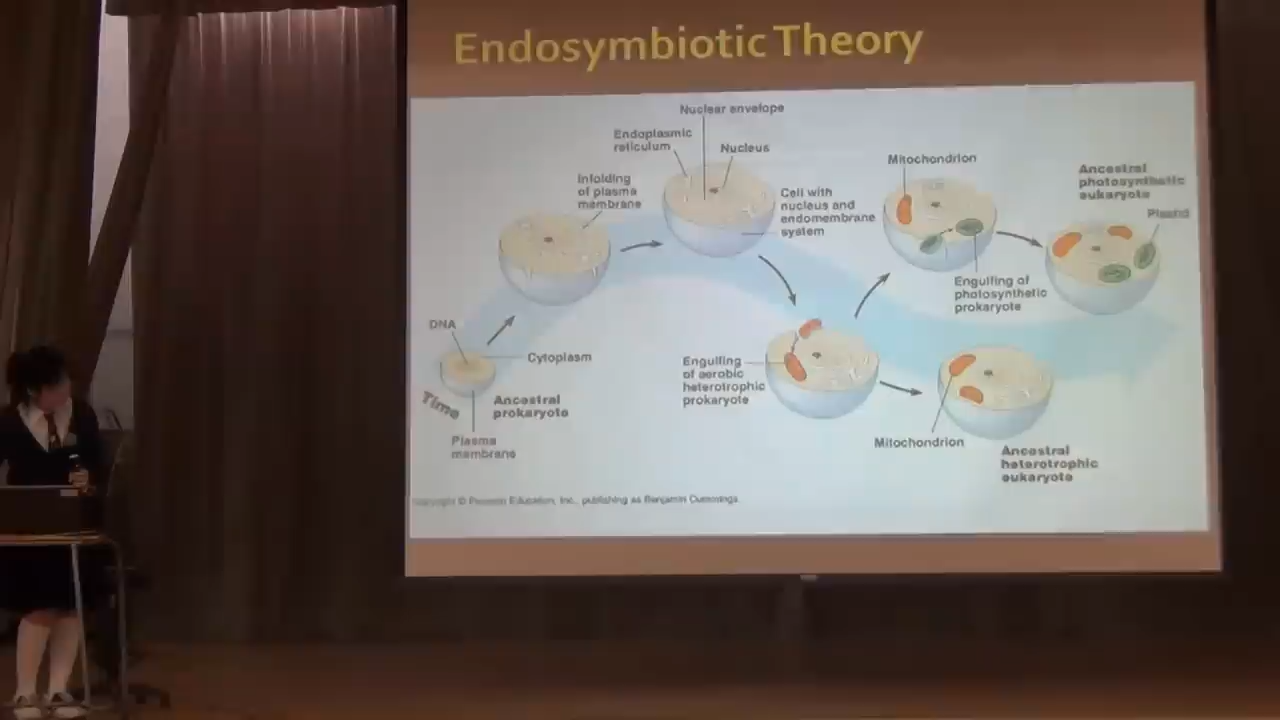 Endosymbiotic Theory
Nuclear envelope
Endoplasmic
reticulum
Nucleus
Infolding
of plasma
membrane
Cell with
nucleus and
endomembrane
system
Mitochondrion
Ancestral
photosynthetic
eukaryote
Plastid
Engulfing of
photosynthetic
prokaryote
DNA
Cytoplasm
Time
Ancestral
prokaryote
Plasma
membrane
Engulfing
of aerobic
heterotrophic
prokaryote
Mitochondrion
Ancestral
heterotrophic
eukaryote
Copyright © Pearson Education, Inc., publishing as Benjamin Cummings.